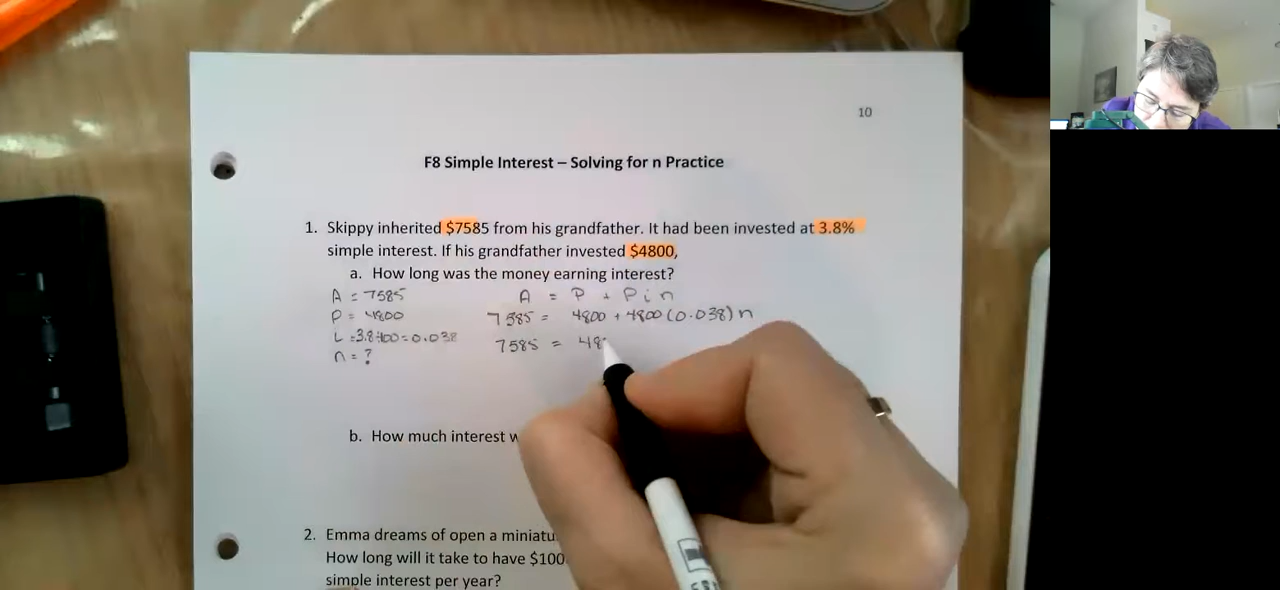 10
F8 Simple Interest – Solving for n Practice
1. Skippy inherited $7585 from his grandfather. It had been invested at 3.8%
simple interest. If his grandfather invested $4800,
a. How long was the money earning interest?
A = 7585
A = P + Pin
P = 4800
7585 = 4800 + 4800(0.038)n
i = 3.8÷100 = 0.038
7585 = 48
n = ?
b. How much interest
2. Emma dreams of open a
How long will it take to have
simple interest per year?